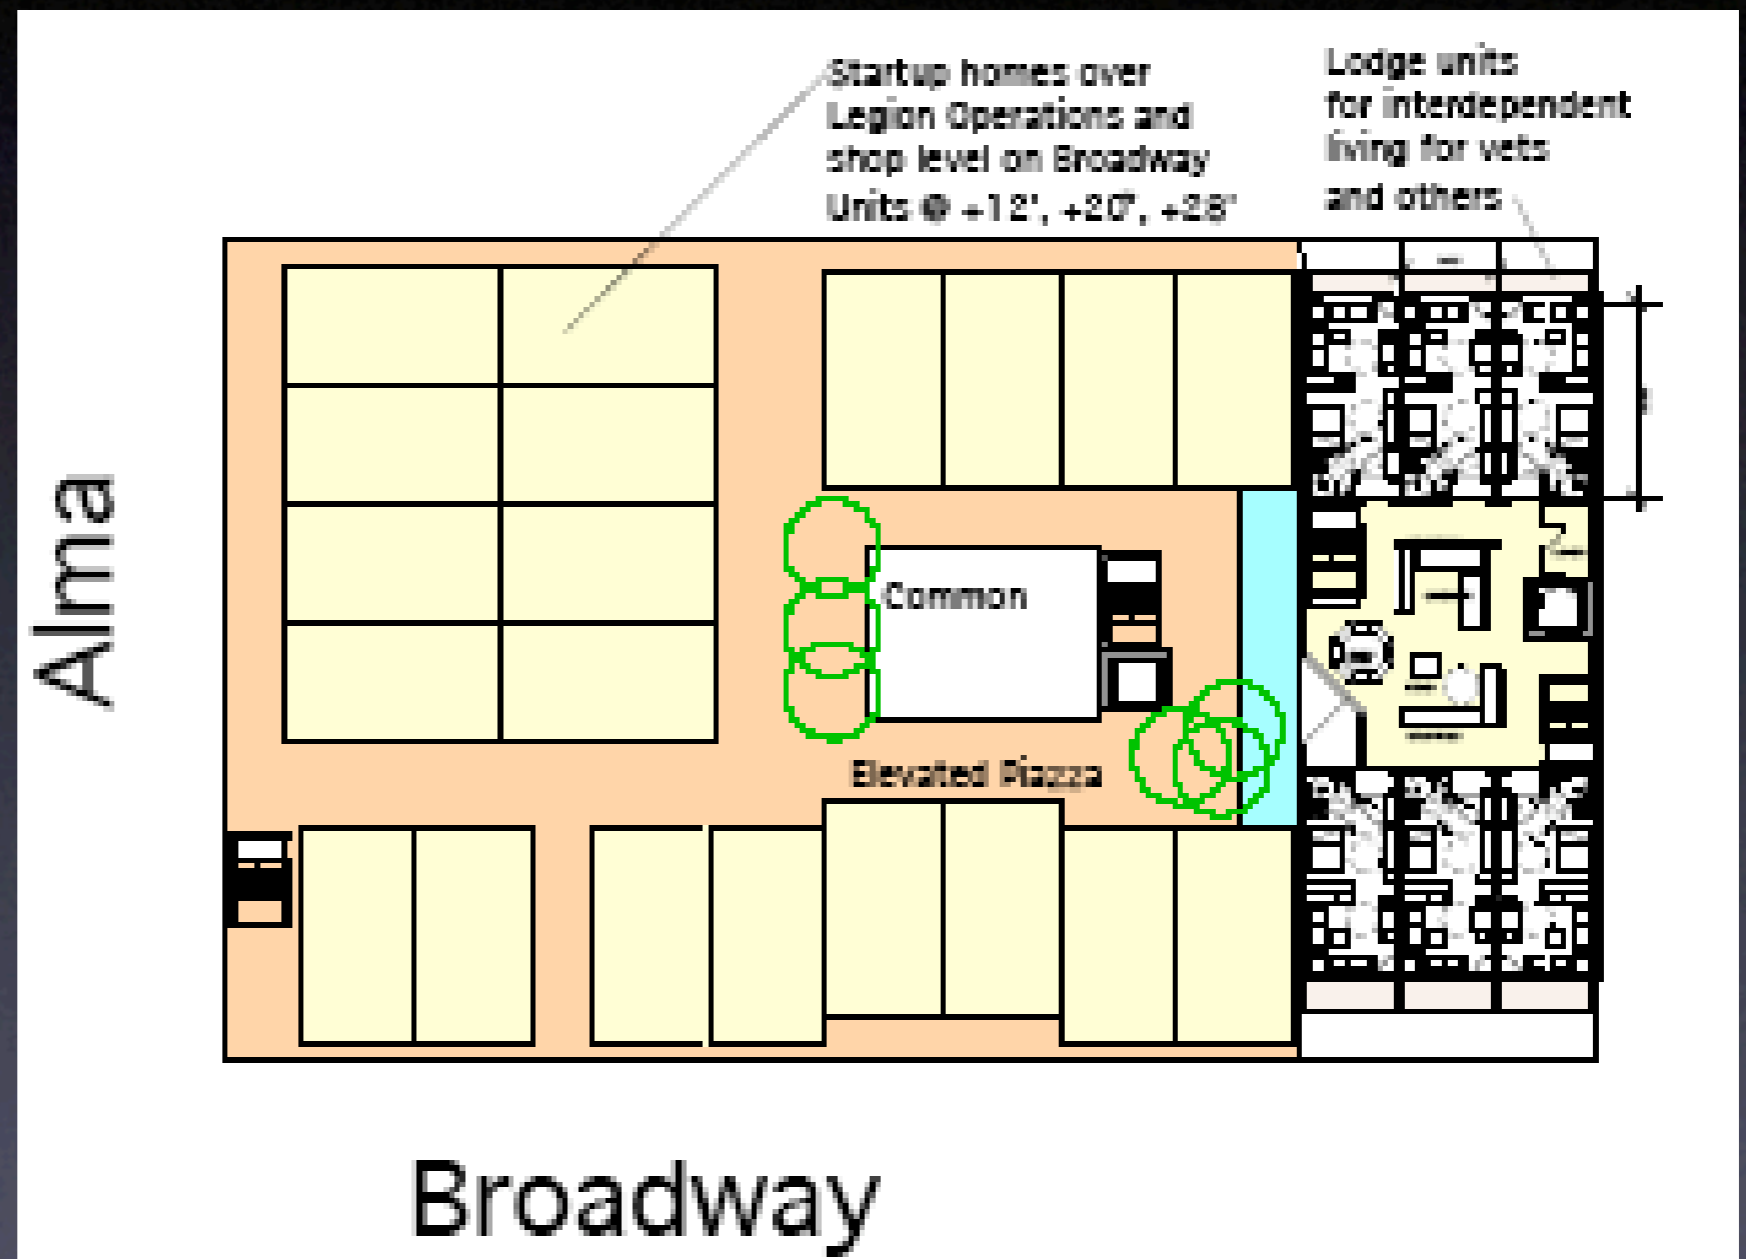 Startup homes over
Legion Operations and
shop level on Broadway
Units @ +12', +20', +28'
Lodge units
for interdependent
living for vets
and others
Alma
Common
Elevated Piazza
Broadway